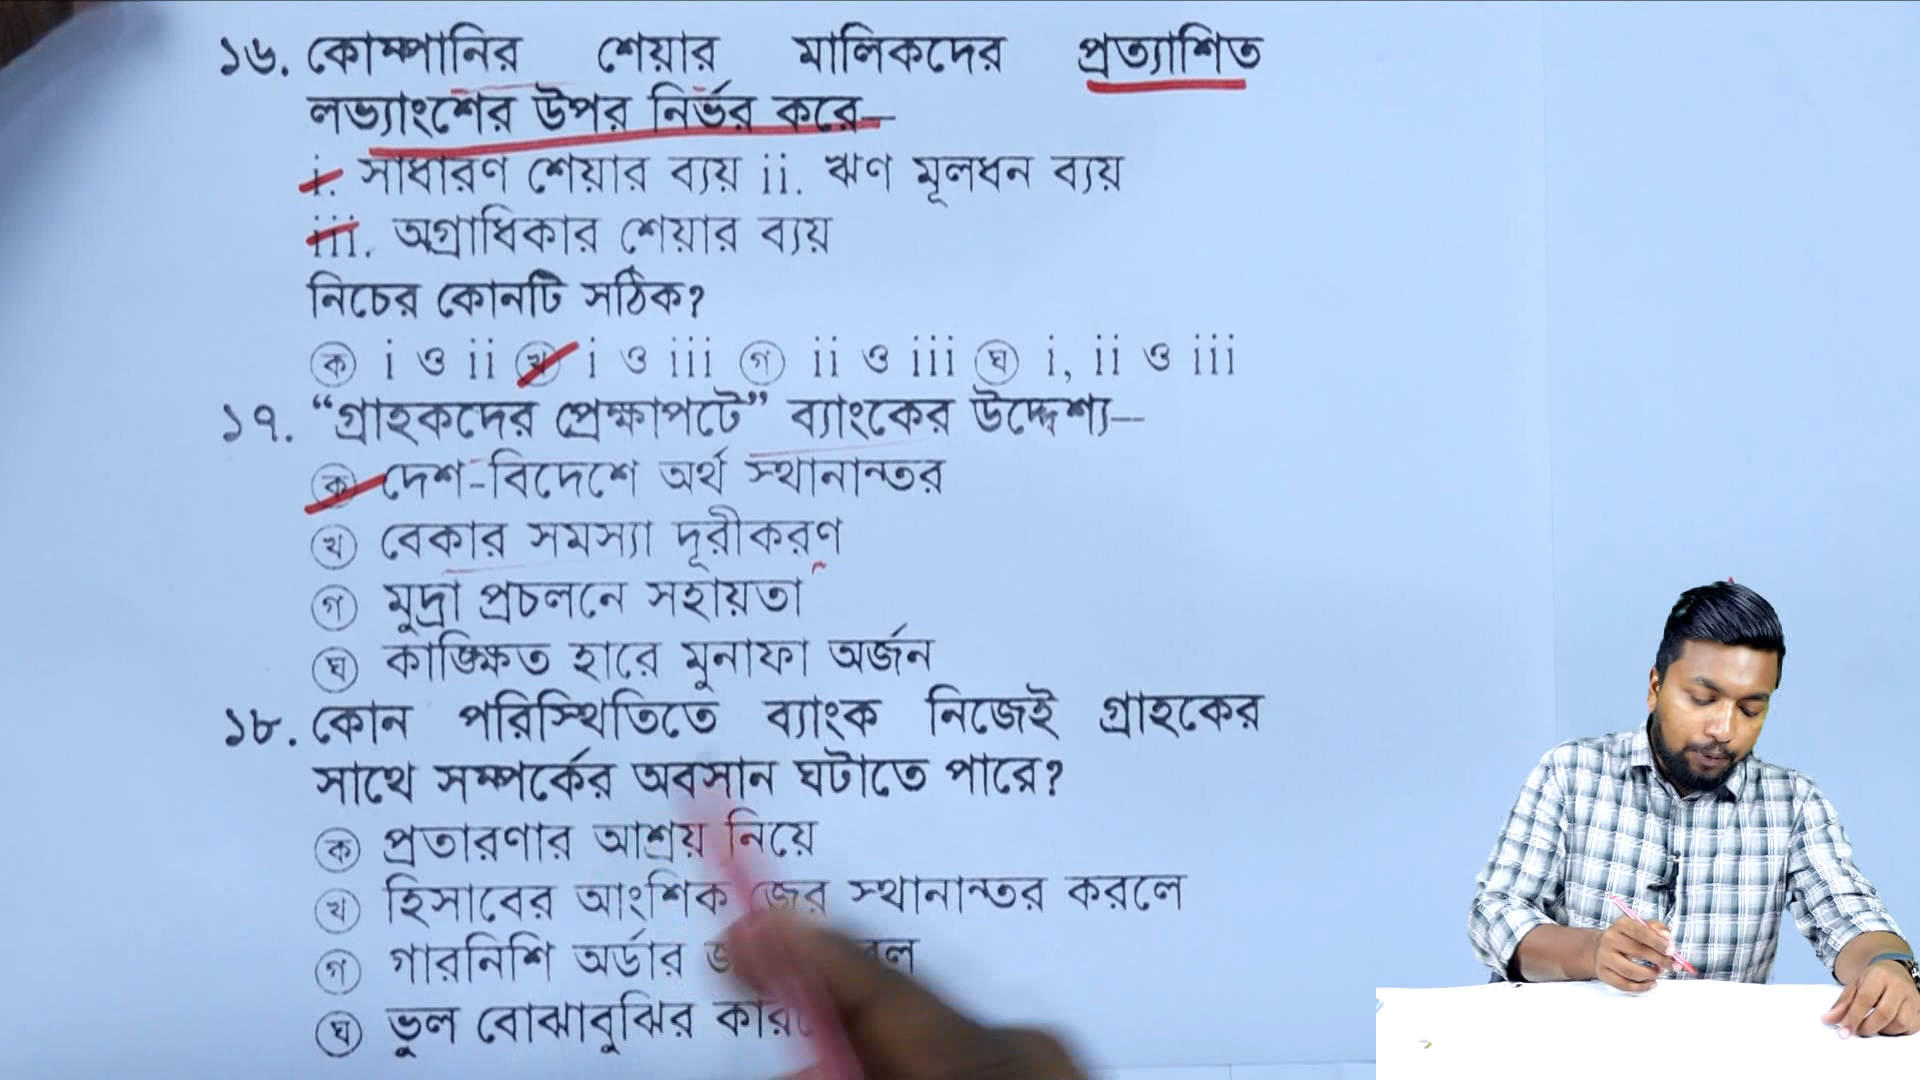 ১৬. কোম্পানির শেয়ার মালিকদের প্রত্যাশিত
লভ্যাংশের উপর নির্ভর করে—
i. সাধারণ শেয়ার ব্যয় ii. ঋণ মূলধন ব্যয়
iii. অগ্রাধিকার শেয়ার ব্যয়
নিচের কোনটি সঠিক?
ক i ও ii খ i ও iii গ ii ও iii ঘ i, ii ও iii
১৭. “গ্রাহকদের প্রেক্ষাপটে” ব্যাংকের উদ্দেশ্য—
ক দেশ-বিদেশে অর্থ স্থানান্তর
খ বেকার সমস্যা দূরীকরণ
গ মুদ্রা প্রচলনে সহায়তা
ঘ কাঙ্ক্ষিত হারে মুনাফা অর্জন
১৮. কোন পরিস্থিতিতে ব্যাংক নিজেই গ্রাহকের
সাথে সম্পর্কের অবসান ঘটাতে পারে?
ক প্রতারণার আশ্রয় নিয়ে
খ হিসাবের আংশিক জের স্থানান্তর করলে
গ গারনিশি অর্ডার
ঘ ভুল বোঝাবুঝির